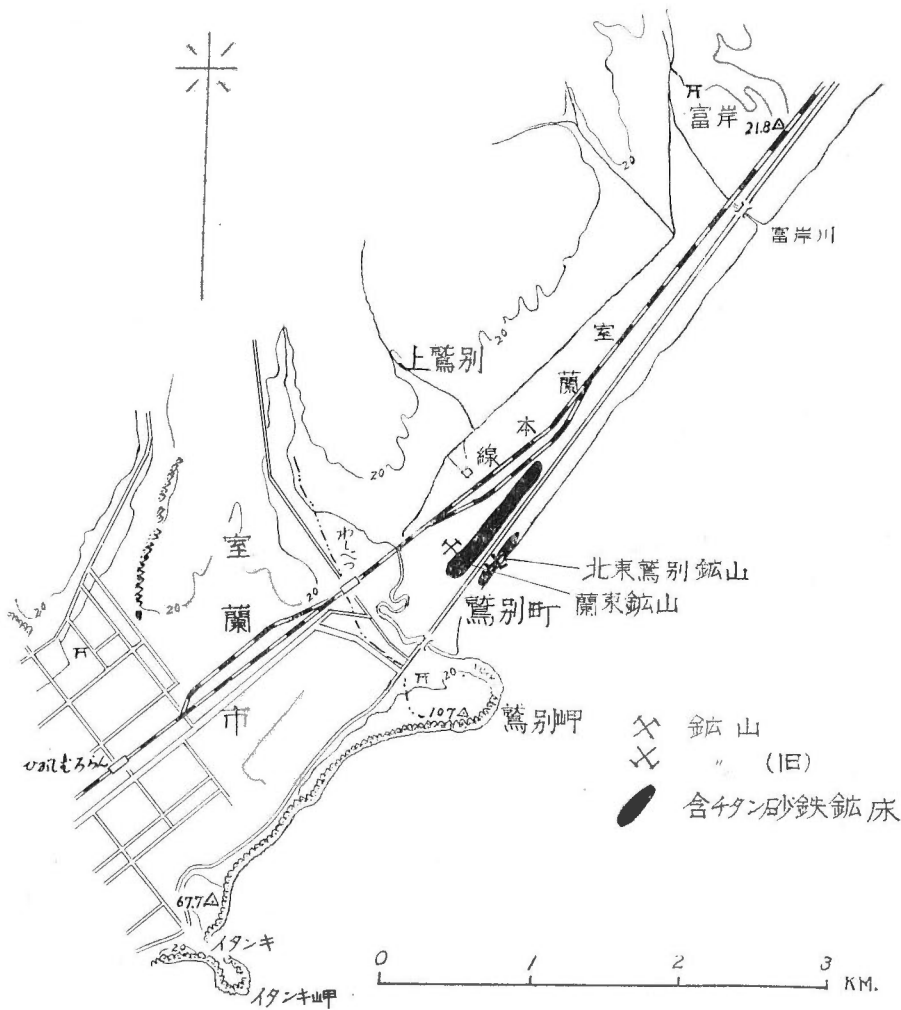 富岸
21.8
20
富岸川
20
上鷲別
室蘭本線
20
わしべつ
室蘭市
20
20
北東鷲別鉱山
蘭東鉱山
鷲別町
20
107
鷲別岬
ひがしむろらん
鉱山
〃 (旧)
含チタン砂鉄鉱床
67.7
イタンキ
20
イタンキ岬
0 1 2 3 KM.